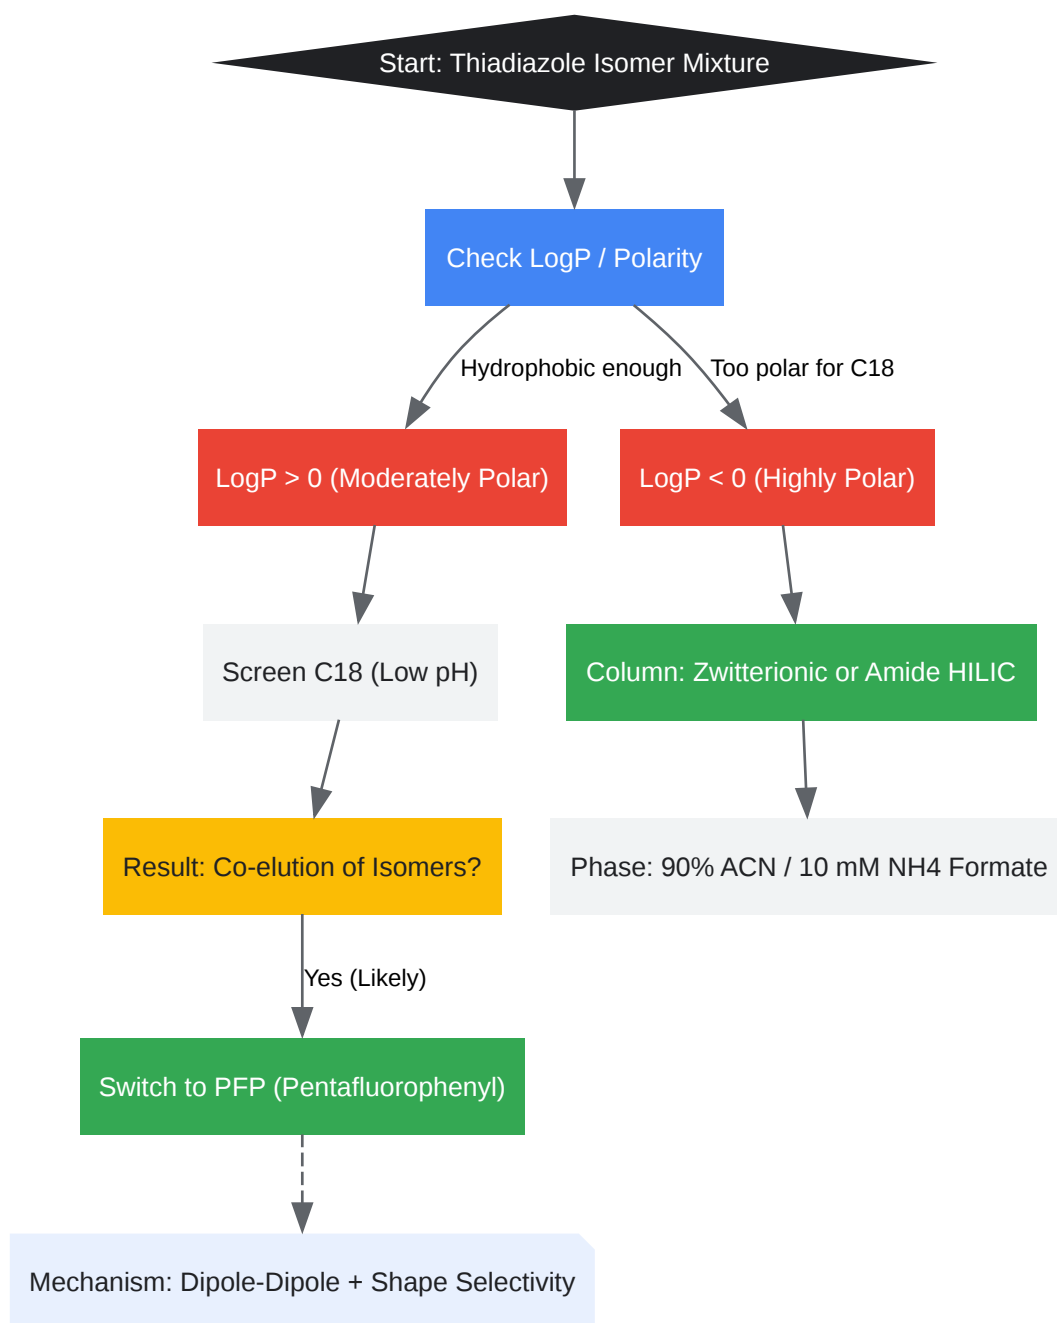 Start: Thiadiazole Isomer Mixture
Check LogP / Polarity
Hydrophobic enough
Too polar for C18
LogP > 0 (Moderately Polar)
LogP < 0 (Highly Polar)
Screen C18 (Low pH)
Column: Zwitterionic or Amide HILIC
Result: Co-elution of Isomers?
Phase: 90% ACN / 10 mM NH4 Formate
Yes (Likely)
Switch to PFP (Pentafluorophenyl)
Mechanism: Dipole-Dipole + Shape Selectivity